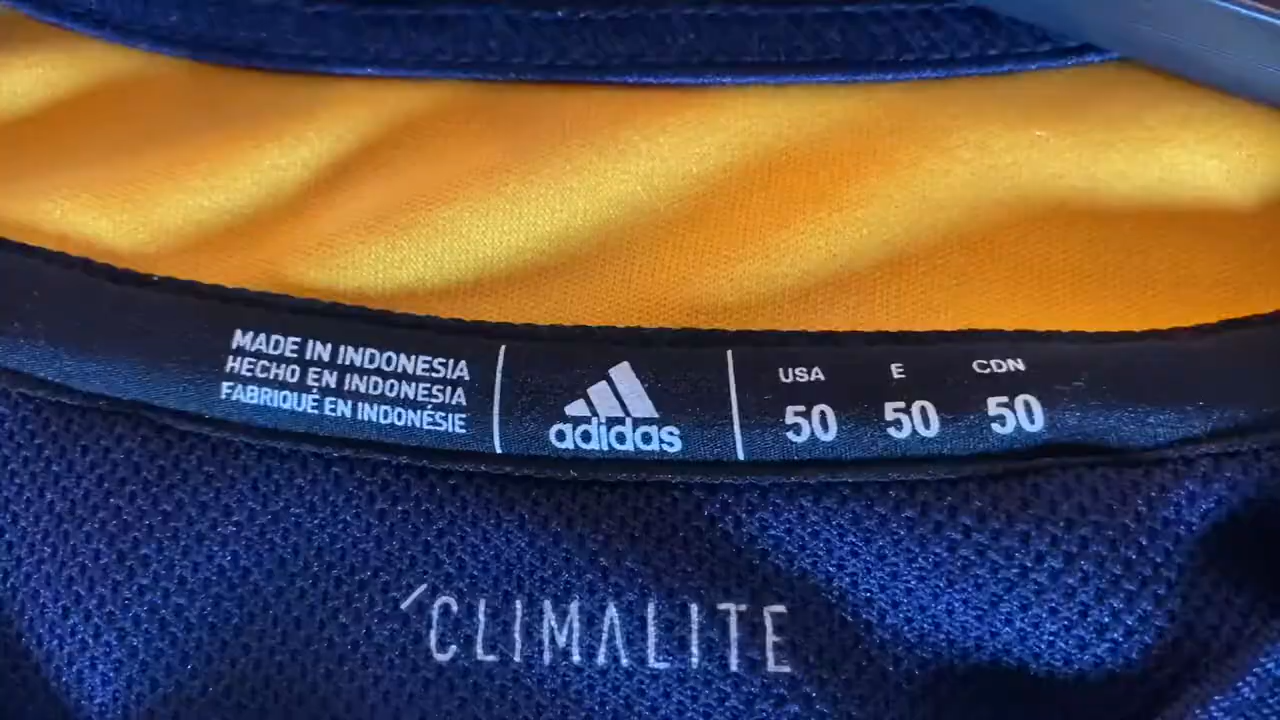 MADE IN INDONESIA
HECHO EN INDONESIA
FABRIQUÉ EN INDONÉSIE
adidas
USA E CDN
50 50 50
´CLIMALITE